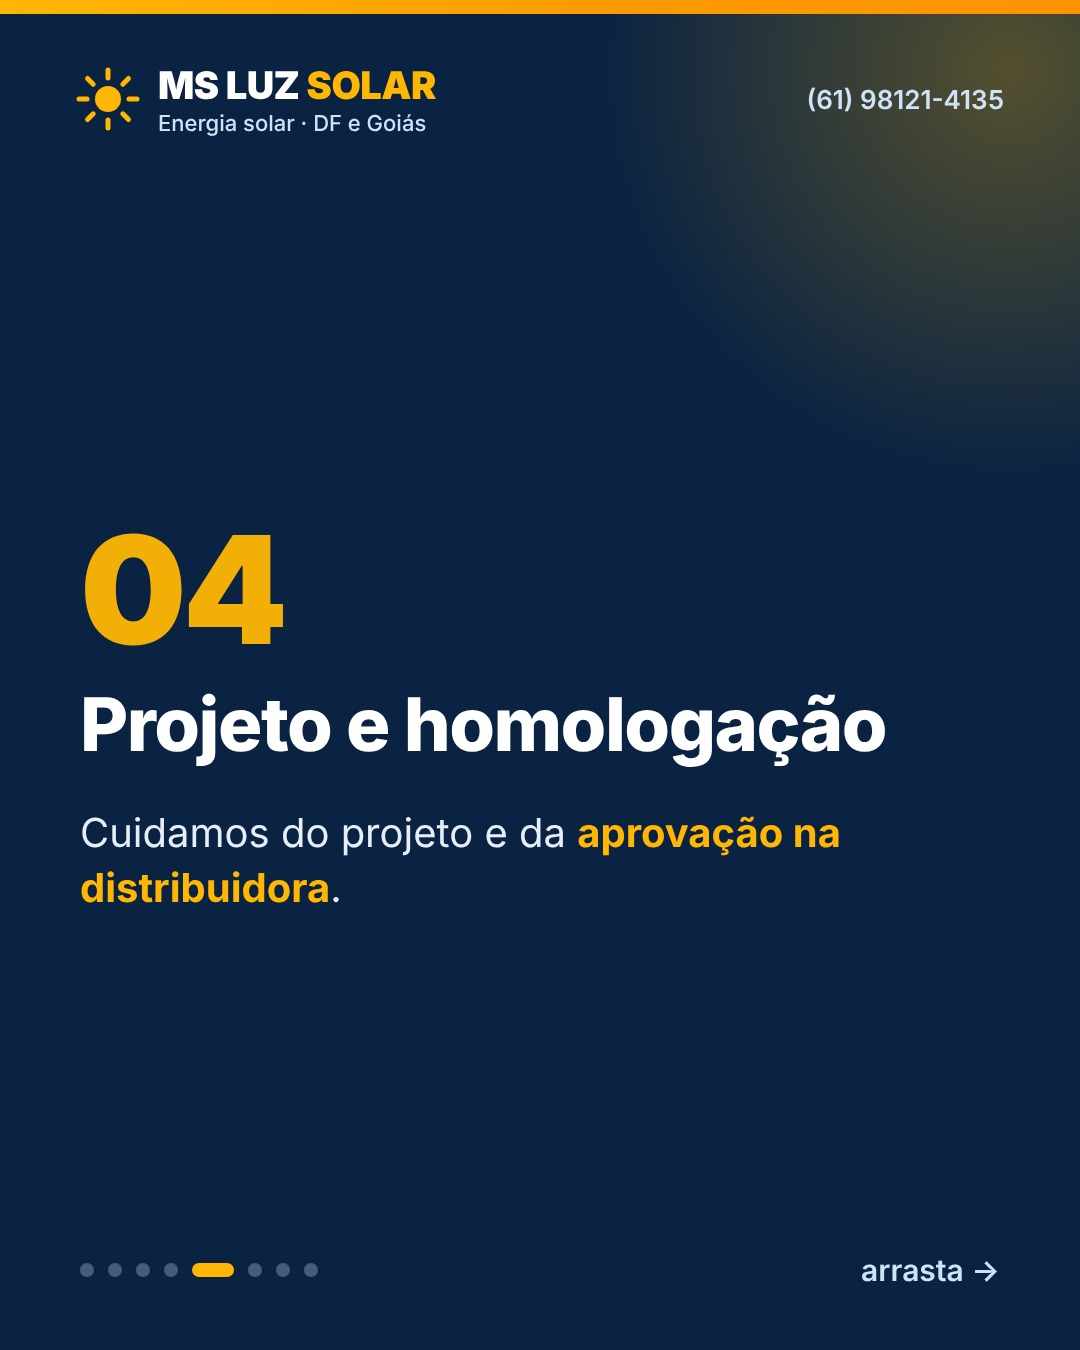 MS LUZ SOLAR
Energia solar · DF e Goiás
(61) 98121-4135
04
Projeto e homologação
Cuidamos do projeto e da aprovação na
distribuidora.
arrasta →